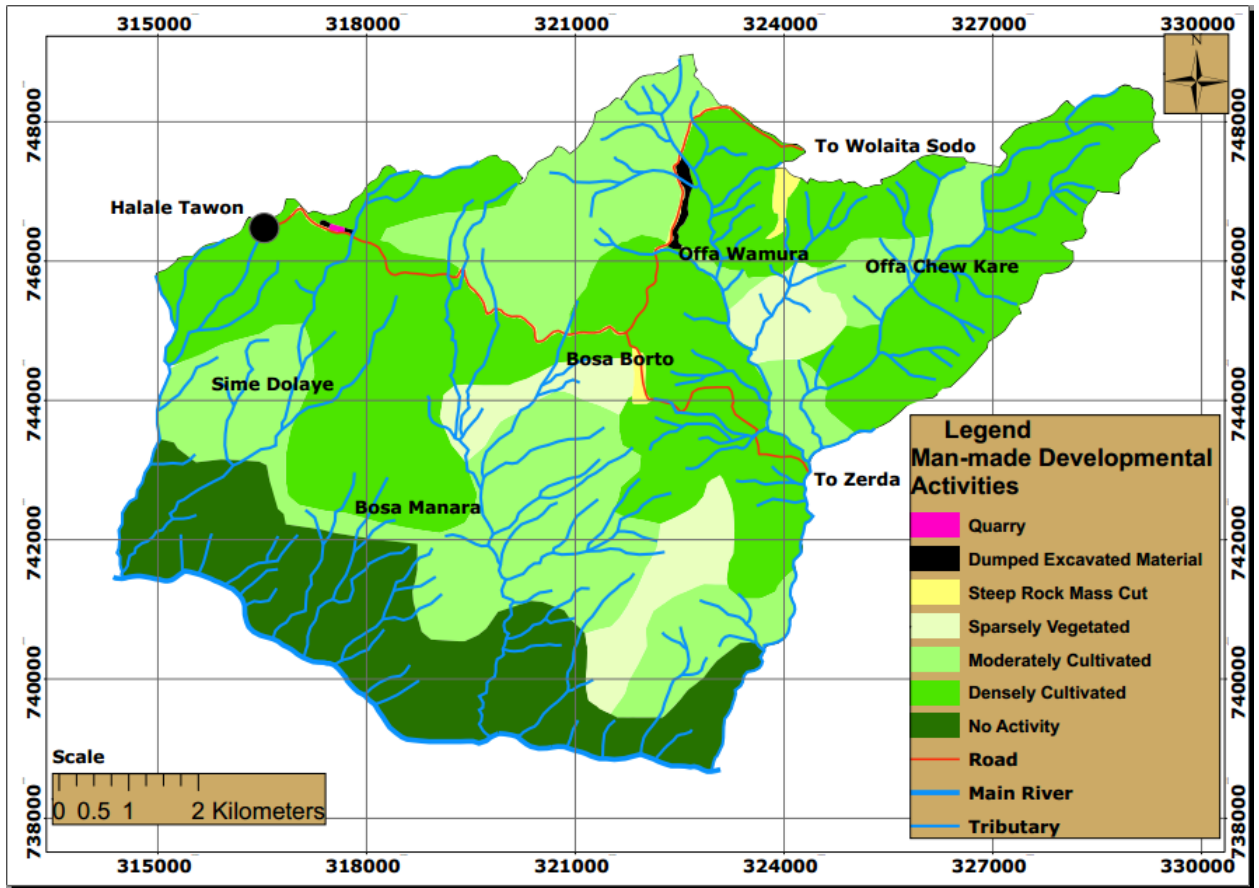 315000 318000 321000 324000 327000 330000
N
748000 748000
To Wolaita Sodo
Halale Tawon
746000 746000
Offa Wamura
Offa Chew Kare
Bosa Borto
Sime Dolaye
744000 744000
To Zerda
Bosa Manara
742000 742000
740000 740000
738000 738000
Legend
Man-made Developmental
Activities
Quarry
Dumped Excavated Material
Steep Rock Mass Cut
Sparsely Vegetated
Moderately Cultivated
Densely Cultivated
No Activity
Road
Main River
Tributary
Scale
0 0.5 1 2 Kilometers
315000 318000 321000 324000 327000 330000